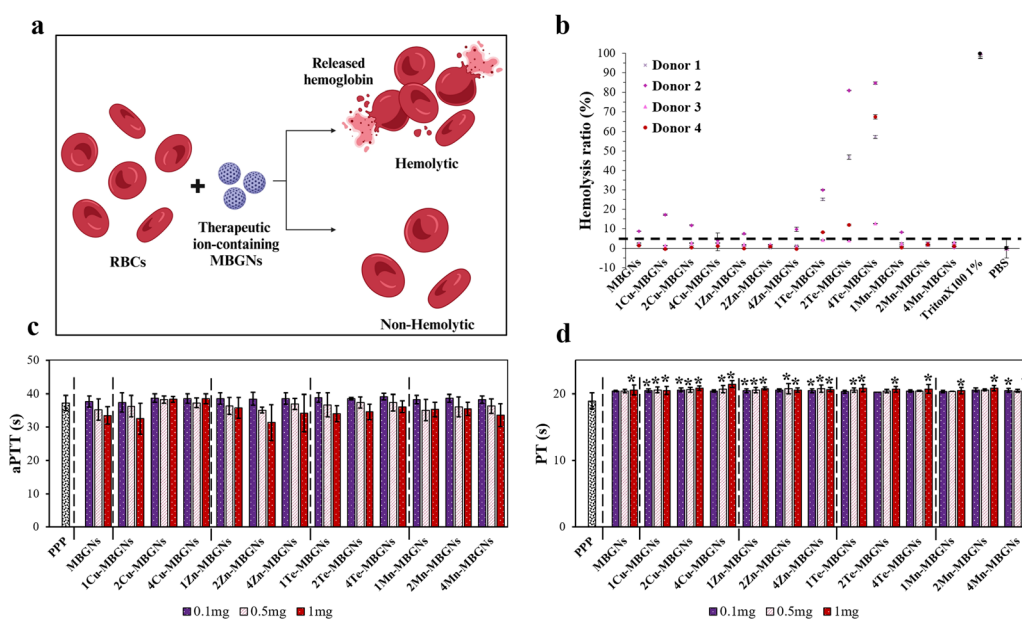 a
Released
hemoglobin
Hemolytic
+
Therapeutic
ion-containing
MBGNs
RBCs
Non-Hemolytic
b
Hemolysis ratio (%)
100
90
80
70
60
50
40
30
20
10
0
-10
Donor 1
Donor 2
Donor 3
Donor 4
MBGNs
1Cu-MBGNs
2Cu-MBGNs
4Cu-MBGNs
1Zn-MBGNs
2Zn-MBGNs
4Zn-MBGNs
1Te-MBGNs
2Te-MBGNs
4Te-MBGNs
1Mn-MBGNs
2Mn-MBGNs
4Mn-MBGNs
TritonX100 1%
PBS
c
aPTT (s)
50
40
30
20
10
0
PPP
MBGNs
1Cu-MBGNs
2Cu-MBGNs
4Cu-MBGNs
1Zn-MBGNs
2Zn-MBGNs
4Zn-MBGNs
1Te-MBGNs
2Te-MBGNs
4Te-MBGNs
1Mn-MBGNs
2Mn-MBGNs
4Mn-MBGNs
0.1mg 0.5mg 1mg
d
PT (s)
20
10
0
* * * * * * * * * * * * * * * * * * * * * * * * * * * *
PPP
MBGNs
1Cu-MBGNs
2Cu-MBGNs
4Cu-MBGNs
1Zn-MBGNs
2Zn-MBGNs
4Zn-MBGNs
1Te-MBGNs
2Te-MBGNs
4Te-MBGNs
1Mn-MBGNs
2Mn-MBGNs
4Mn-MBGNs
0.1mg 0.5mg 1mg